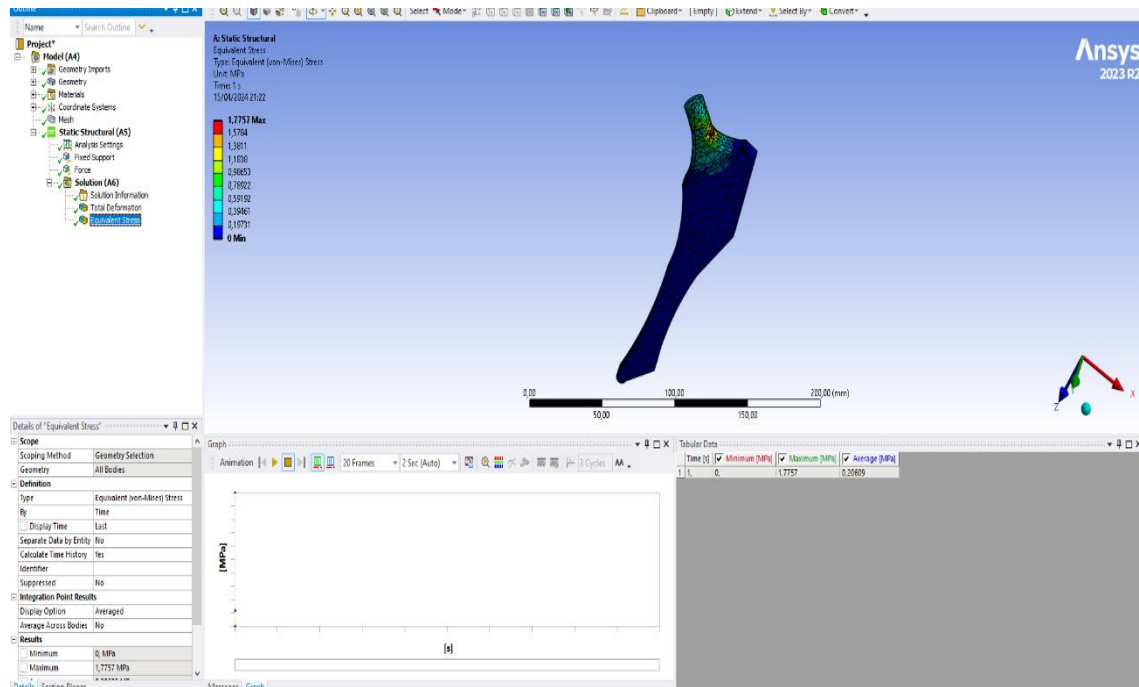 Outline
Name Search Outline
Project*
Model (A4)
Geometry Imports
Geometry
Materials
Coordinate Systems
Mesh
Static Structural (A5)
Analysis Settings
Fixed Support
Force
Solution (A6)
Solution Information
Total Deformation
Equivalent Stress
Select Mode Clipboard [Empty] Extend Select By Convert
A: Static Structural
Equivalent Stress
Type: Equivalent (von-Mises) Stress
Unit: MPa
Time: 1 s
15/04/2024 21:22
1,7757 Max
1,5784
1,3811
1,1838
0,98653
0,78922
0,59192
0,39461
0,19731
0 Min
Ansys
2023 R2
0,00 100,00 200,00 (mm)
50,00 150,00
X
Z
Details of "Equivalent Stress"
Scope
Scoping Method Geometry Selection
Geometry All Bodies
Definition
Type Equivalent (von-Mises) Stress
By Time
Display Time Last
Separate Data by Entity No
Calculate Time History Yes
Identifier
Suppressed No
Integration Point Results
Display Option Averaged
Average Across Bodies No
Results
Minimum 0, MPa
Maximum 1,7757 MPa
Details Section Planes
Graph
Animation 20 Frames 2 Sec (Auto) 3 Cycles AA
[MPa]
[s]
Messages Graph
Tabular Data
Time [s] Minimum [MPa] Maximum [MPa] Average [MPa]
1 1, 0, 1,7757 0,20609